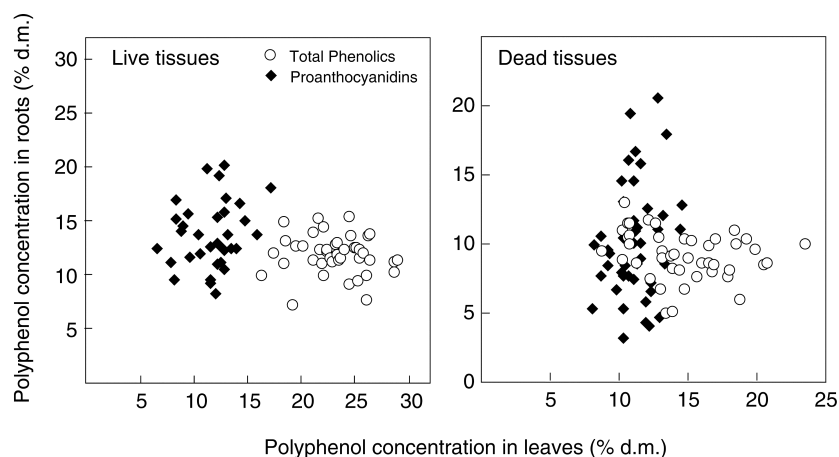 Polyphenol concentration in roots (% d.m.)
Live tissues
Total Phenolics
Proanthocyanidins
30
25
20
15
10
5
5 10 15 20 25 30
Dead tissues
20
15
10
5
0
5 10 15 20 25
Polyphenol concentration in leaves (% d.m.)